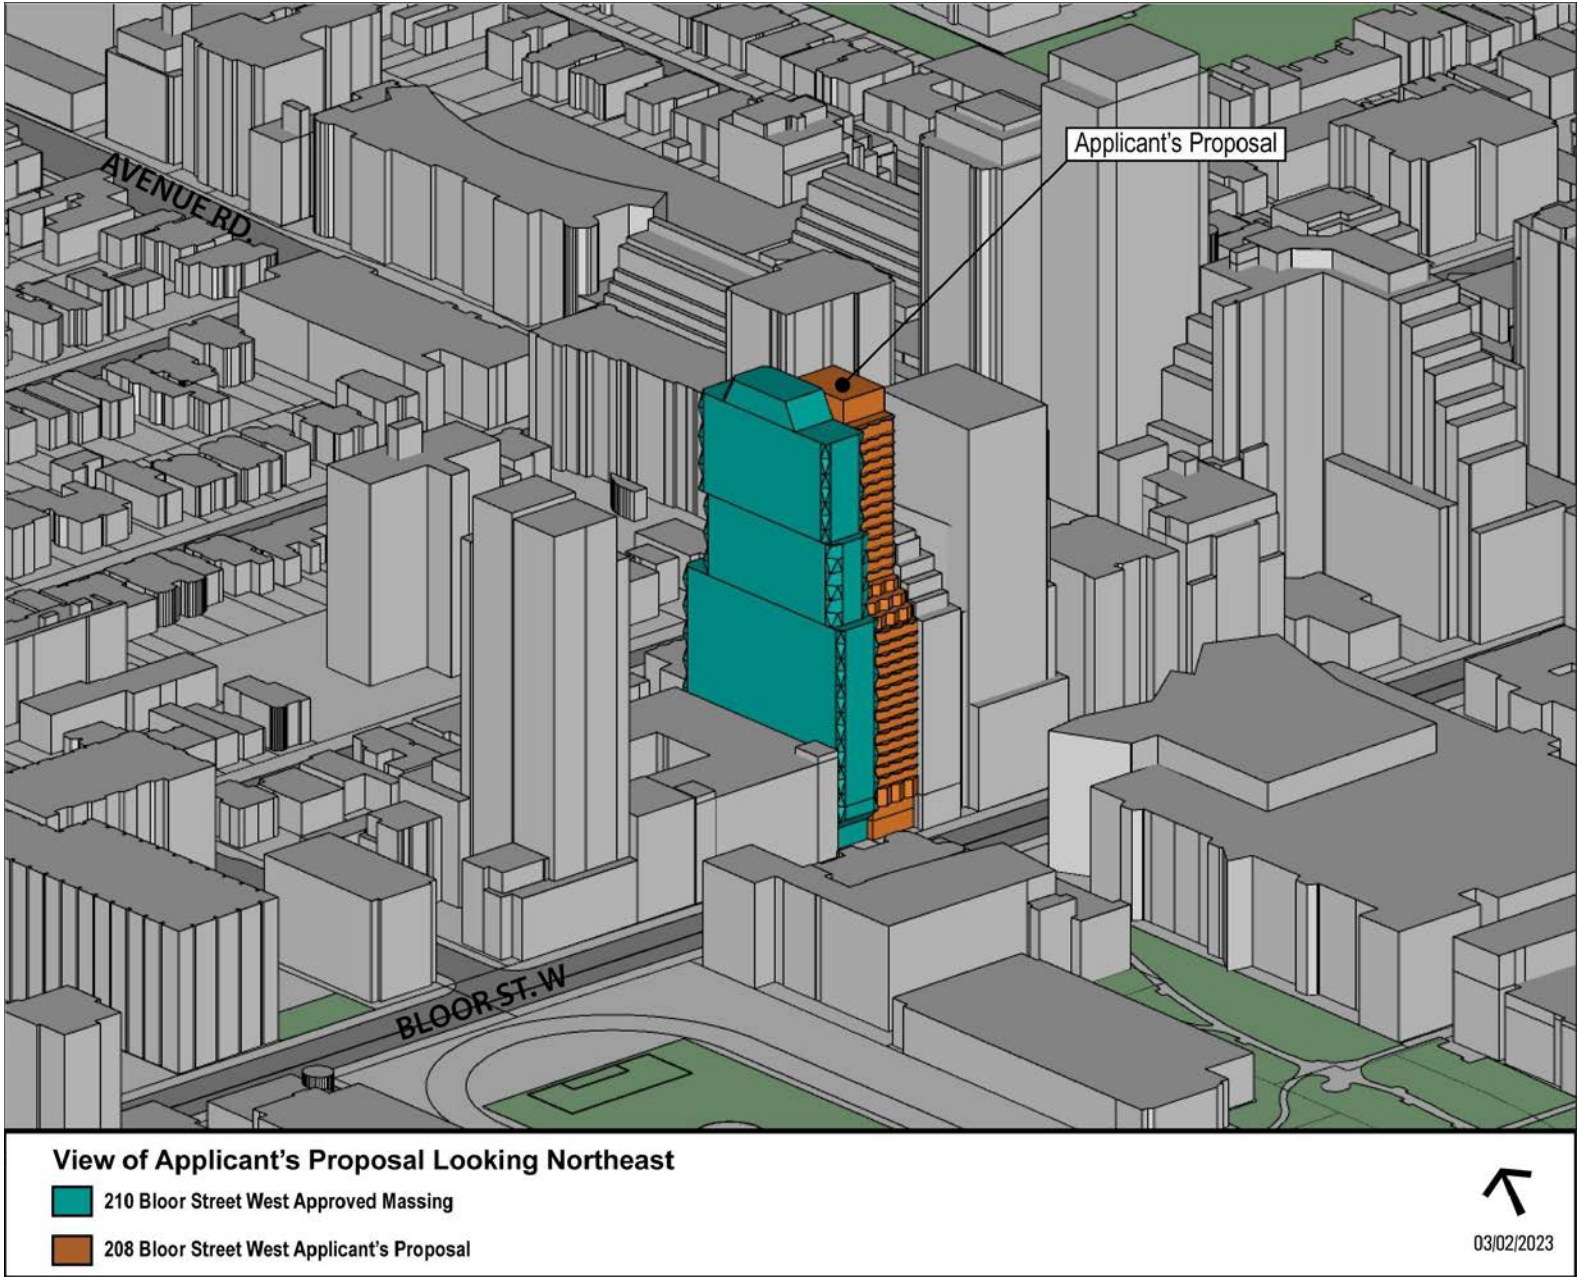 Applicant's Proposal
AVENUE RD.
BLOOR ST. W
View of Applicant's Proposal Looking Northeast
210 Bloor Street West Approved Massing
208 Bloor Street West Applicant's Proposal
03/02/2023